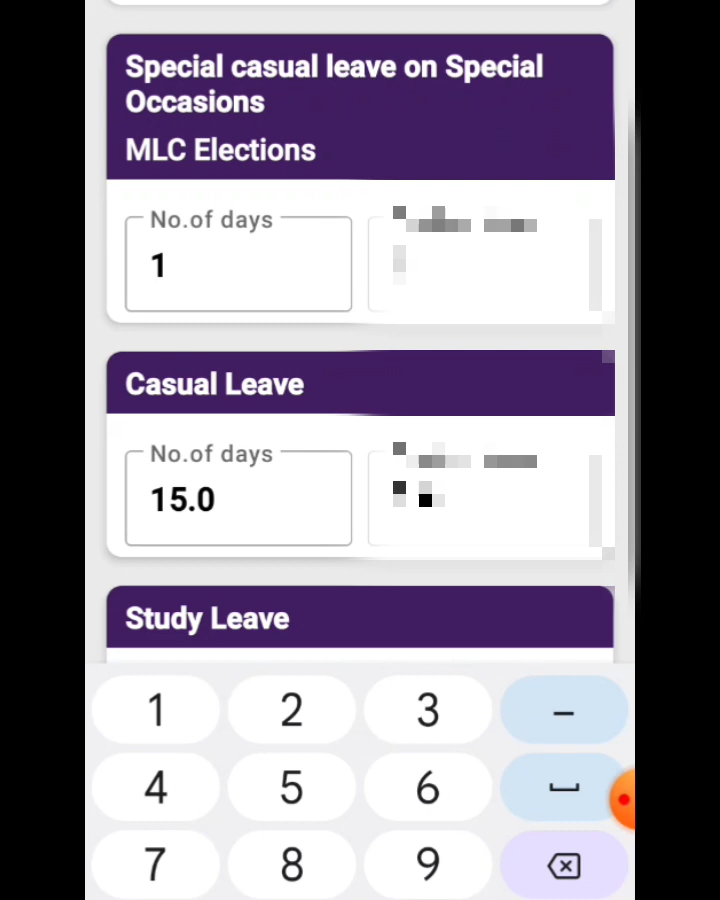 Special casual leave on Special
Occasions
MLC Elections
No.of days
1
Casual Leave
No.of days
15.0
Study Leave
1 2 3 –
4 5 6
7 8 9